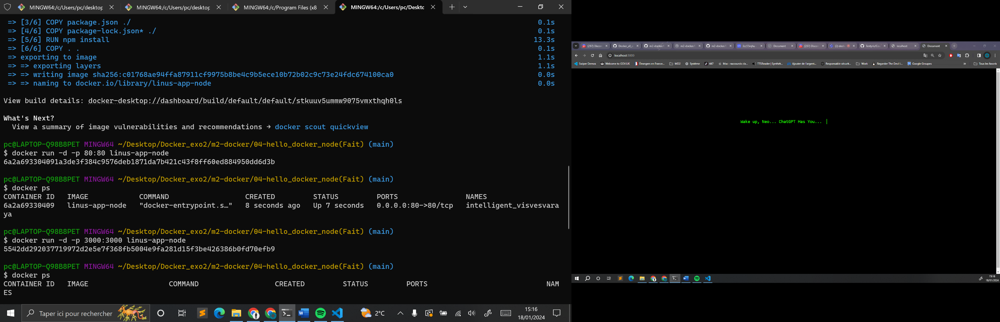 MINGW64:/c/Users/pc/desktop
MINGW64:/c/Users/pc/desktop
MINGW64:/c/Program Files (x8
MINGW64:/c/Users/pc/Deskto
=> [3/6] COPY package.json ./ 0.1s
=> [4/6] COPY package-lock.json* ./ 0.1s
=> [5/6] RUN npm install 13.3s
=> [6/6] COPY . . 0.1s
=> exporting to image 1.1s
=> => exporting layers 1.1s
=> => writing image sha256:c01768ae94ffa87911cf9975b8be4c9b5ece10b72b02c9c73e24fdc674100ca0 0.0s
=> => naming to docker.io/library/linus-app-node 0.0s
View build details: docker-desktop://dashboard/build/default/default/stkuuv5ummw9075vmxthqh0ls
What's Next?
View a summary of image vulnerabilities and recommendations → docker scout quickview
pc@LAPTOP-Q98B8PET MINGW64 ~/Desktop/Docker_exo2/m2-docker/04-hello_docker_node(Fait) (main)
$ docker run -d -p 80:80 linus-app-node
6a2a693304091a3de3f384c9576deb1871da7b421c43f8ff60ed884950dd6d3b
pc@LAPTOP-Q98B8PET MINGW64 ~/Desktop/Docker_exo2/m2-docker/04-hello_docker_node(Fait) (main)
$ docker ps
CONTAINER ID IMAGE COMMAND CREATED STATUS PORTS NAMES
6a2a69330409 linus-app-node "docker-entrypoint.s…" 8 seconds ago Up 7 seconds 0.0.0.0:80->80/tcp intelligent_visvesvara
ya
pc@LAPTOP-Q98B8PET MINGW64 ~/Desktop/Docker_exo2/m2-docker/04-hello_docker_node(Fait) (main)
$ docker run -d -p 3000:3000 linus-app-node
5542dd292037719972d2e5e7f368fb5004e9fa281d15f3be426386b0fd70efb9
pc@LAPTOP-Q98B8PET MINGW64 ~/Desktop/Docker_exo2/m2-docker/04-hello_docker_node(Fait) (main)
$ docker ps
CONTAINER ID IMAGE COMMAND CREATED STATUS PORTS NAM
ES
Taper ici pour rechercher
2°C
15:16
18/01/2024
(297) Discor Docker_all_ m2-docker/ m2-docker/ m2-docker/ 3zz55rqhu Document (237) Discor (2) dock Tentyris/Cou localhost Document
localhost:3000
Swiper Demos Welcome to GOV.UK Étrangers en France... MD2 Système 447 Mac : raccourcis cla... TTSReader | Synthét... Ajouter de l'argent... Responsable sécurit... Work Regarder The Devil i... Google Groupes » Tous les favoris
Wake up, Neo... ChatGPT Has You...
15:16
18/01/2024